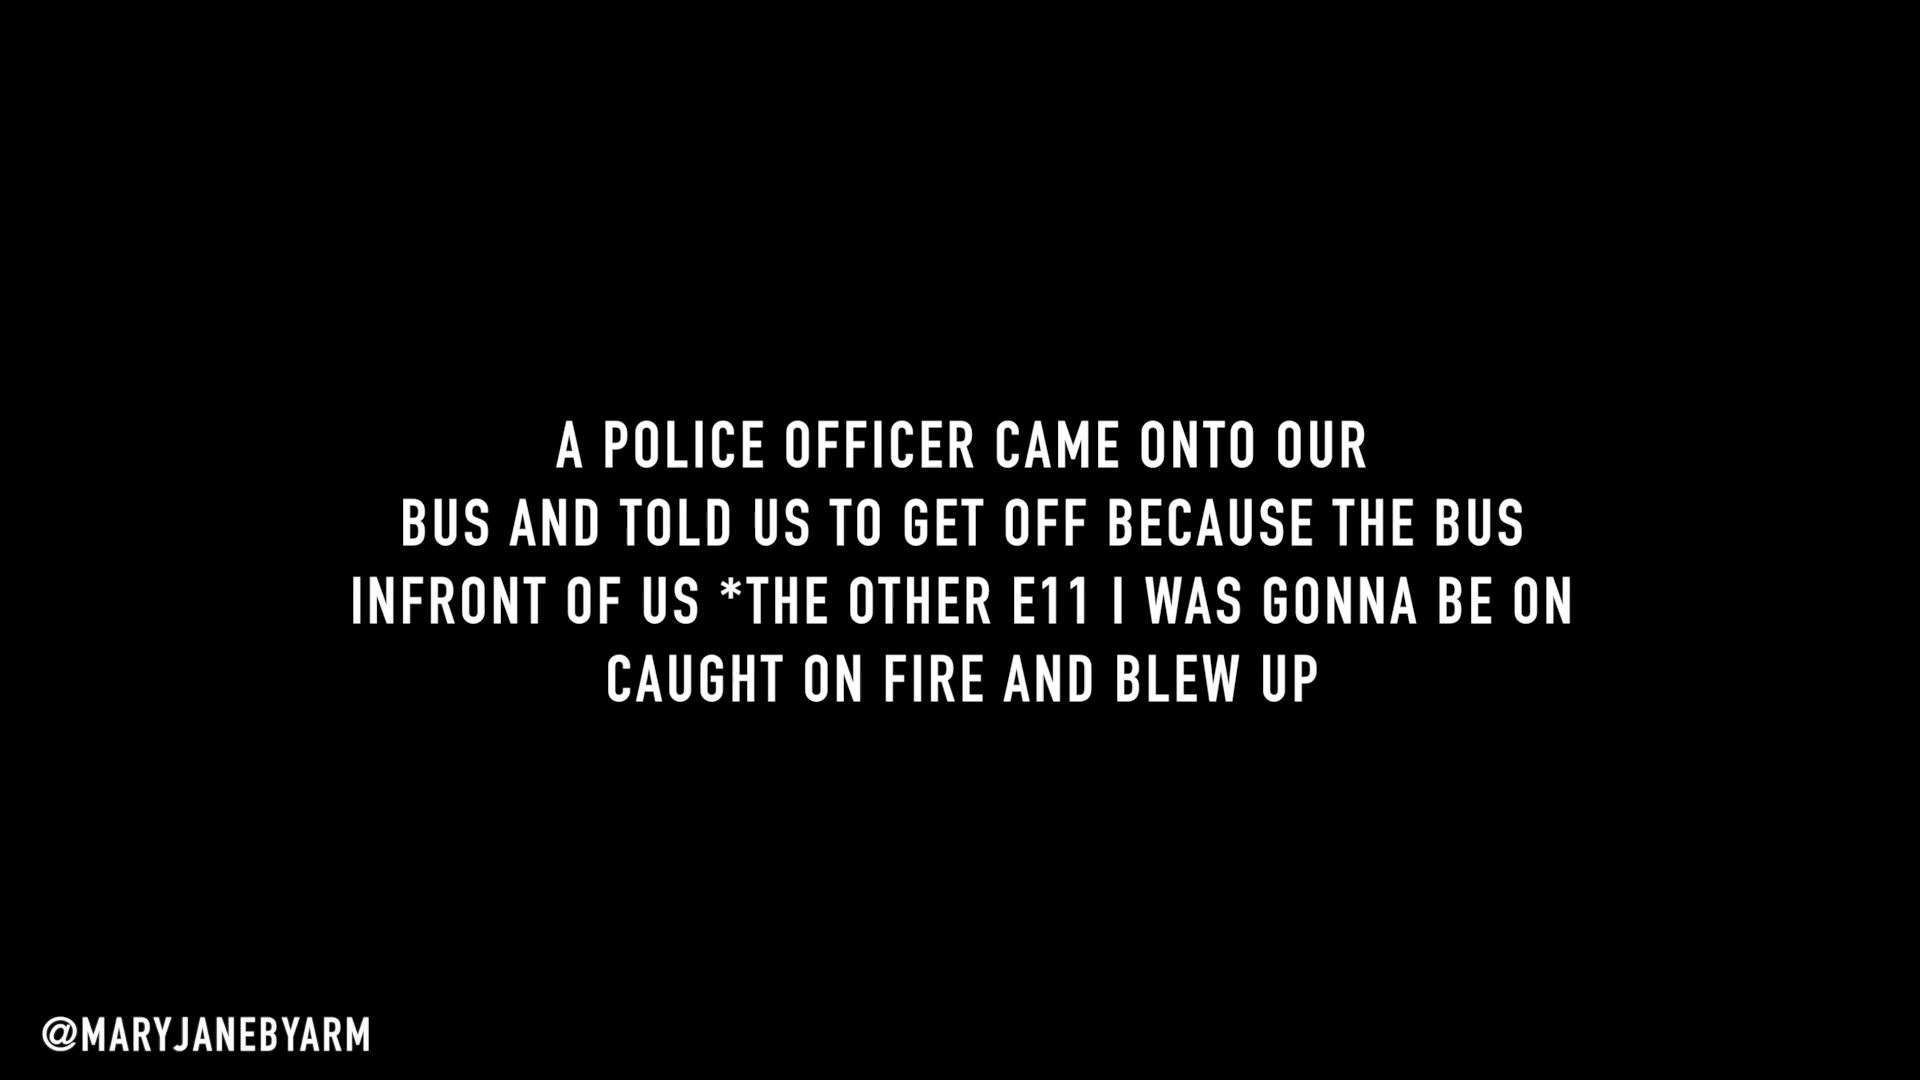 A POLICE OFFICER CAME ONTO OUR
BUS AND TOLD US TO GET OFF BECAUSE THE BUS
INFRONT OF US *THE OTHER E11 I WAS GONNA BE ON
CAUGHT ON FIRE AND BLEW UP
@MARYJANEBYARM